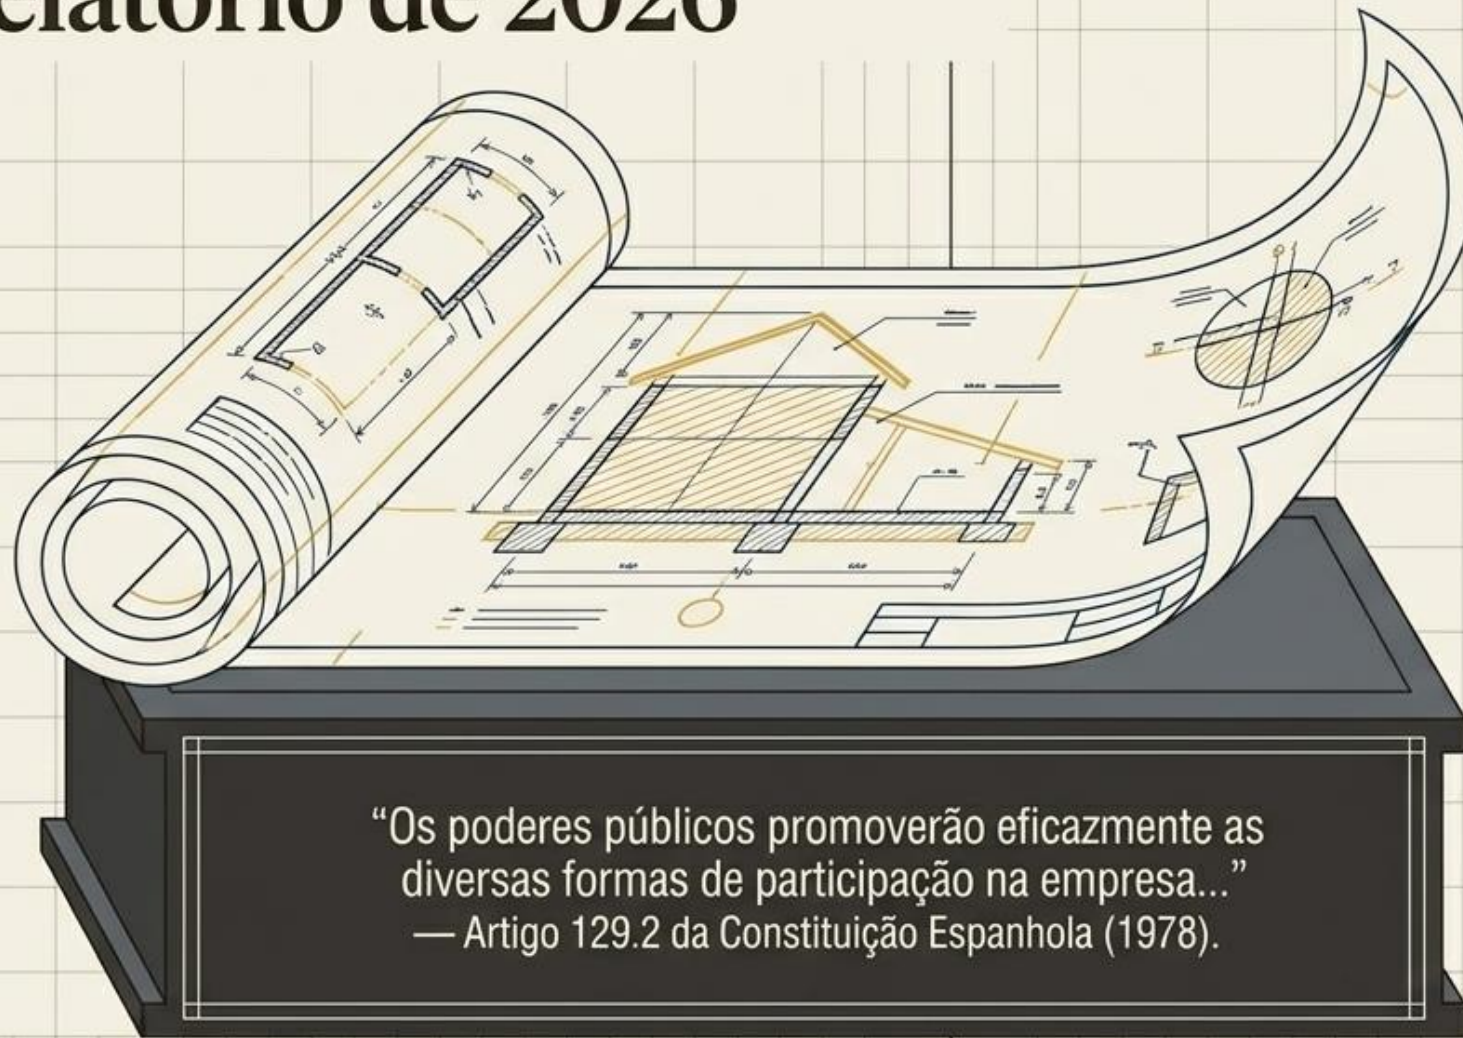 elatório de 2026
“Os poderes públicos promoverão eficazmente as
diversas formas de participação na empresa...”
— Artigo 129.2 da Constituição Espanhola (1978).